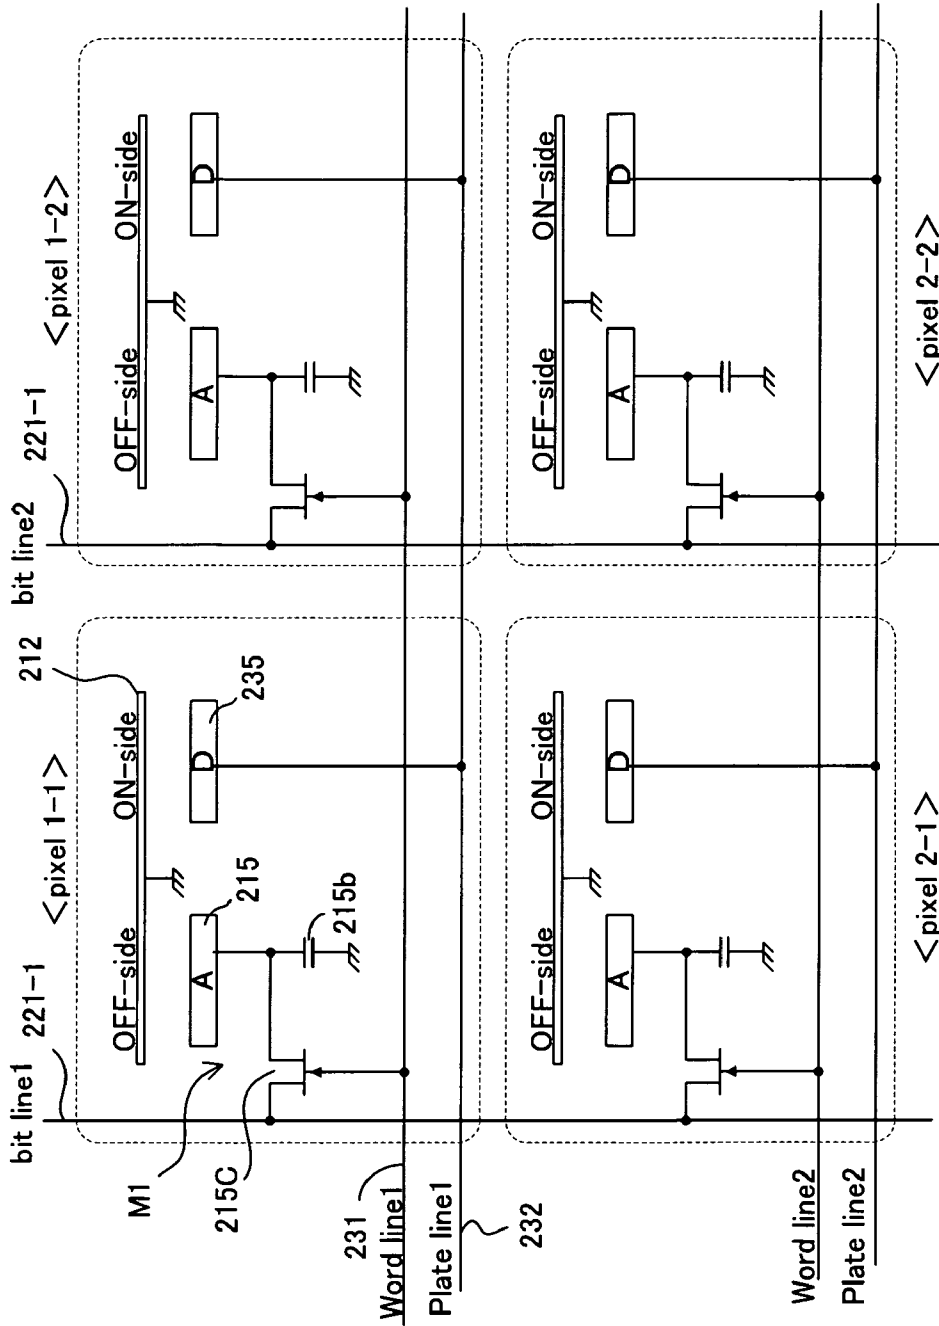 bit line1
221-1
<pixel 1-1>
212
bit line2
221-1
<pixel 1-2>
OFF-side
ON-side
OFF-side
ON-side
A
215
D
235
A
D
M1
215C
215b
231
Word line1
Plate line1
232
OFF-side
ON-side
OFF-side
ON-side
A
D
A
D
Word line2
Plate line2
<pixel 2-1>
<pixel 2-2>